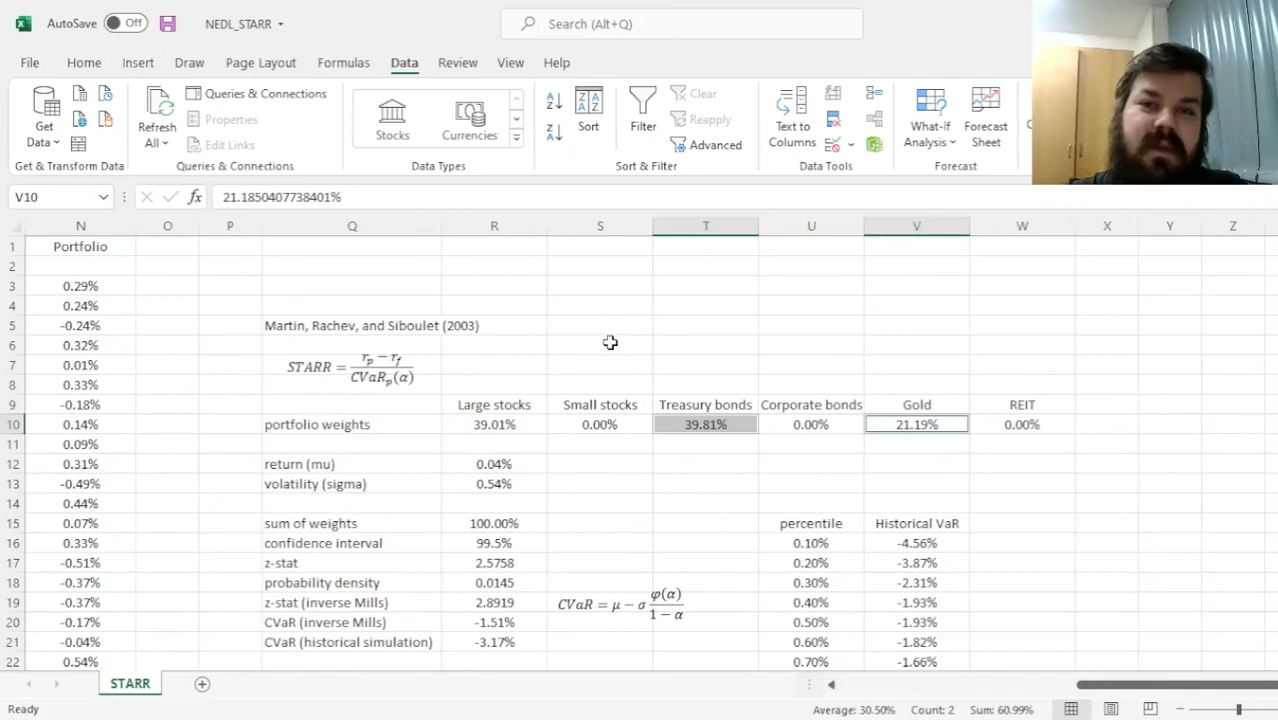 AutoSave Off NEDL_STARR Search (Alt+Q)
File Home Insert Draw Page Layout Formulas Data Review View Help
Get Data
Refresh All
Queries & Connections
Properties
Edit Links
Stocks Currencies
Sort
Filter
Clear
Reapply
Advanced
Text to Columns
What-If Analysis
Forecast Sheet
Get & Transform Data Queries & Connections Data Types Sort & Filter Data Tools Forecast
V10 fx 21.1850407738401%
N O P Q R S T U V W X Y Z
1 Portfolio
2
3 0.29%
4 0.24%
5 -0.24% Martin, Rachev, and Siboulet (2003)
6 0.32%
7 0.01% STARR = (r_p − r_f) / CVaR_p(α)
8 0.33%
9 -0.18% Large stocks Small stocks Treasury bonds Corporate bonds Gold REIT
10 0.14% portfolio weights 39.01% 0.00% 39.81% 0.00% 21.19% 0.00%
11 0.09%
12 0.31% return (mu) 0.04%
13 -0.49% volatility (sigma) 0.54%
14 0.44%
15 0.07% sum of weights 100.00% percentile Historical VaR
16 0.33% confidence interval 99.5% 0.10% -4.56%
17 -0.51% z-stat 2.5758 0.20% -3.87%
18 -0.37% probability density 0.0145 0.30% -2.31%
19 -0.37% z-stat (inverse Mills) 2.8919 CVaR = μ − σ φ(α) / (1 − α) 0.40% -1.93%
20 -0.17% CVaR (inverse Mills) -1.51% 0.50% -1.93%
21 -0.04% CVaR (historical simulation) -3.17% 0.60% -1.82%
22 0.54% 0.70% -1.66%
STARR
Ready Average: 30.50% Count: 2 Sum: 60.99%